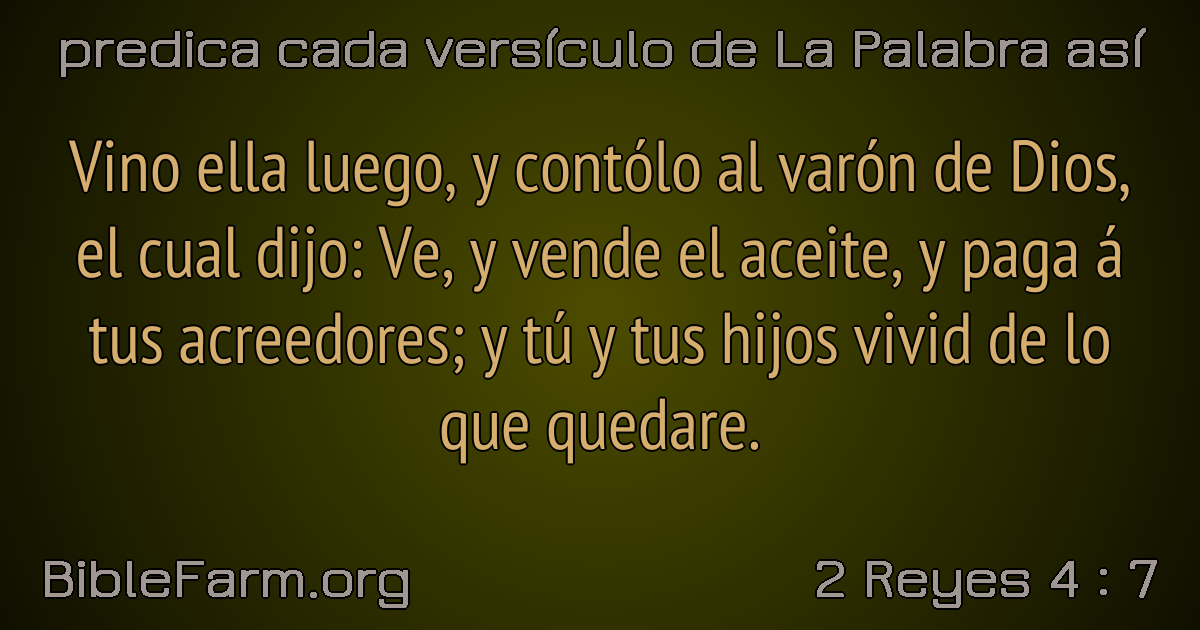 predica cada versículo de La Palabra así
Vino ella luego, y contólo al varón de Dios,
el cual dijo: Ve, y vende el aceite, y paga á
tus acreedores; y tú y tus hijos vivid de lo
que quedare.
BibleFarm.org
2 Reyes 4 : 7